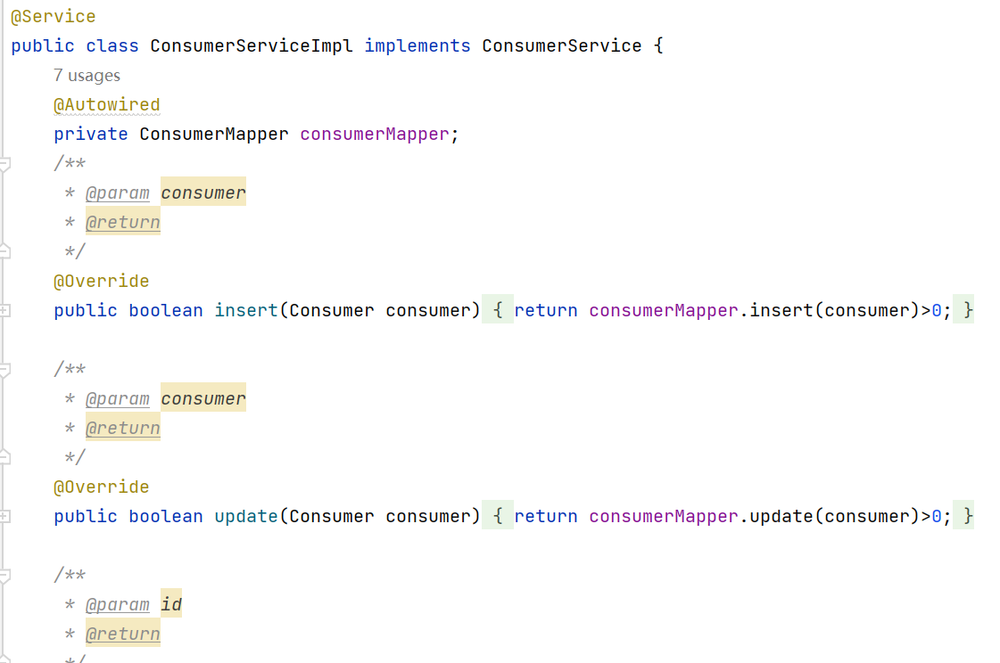 @Service
public class ConsumerServiceImpl implements ConsumerService {
7 usages
@Autowired
private ConsumerMapper consumerMapper;
/**
* @param consumer
* @return
*/
@Override
public boolean insert(Consumer consumer) { return consumerMapper.insert(consumer)>0; }
/**
* @param consumer
* @return
*/
@Override
public boolean update(Consumer consumer) { return consumerMapper.update(consumer)>0; }
/**
* @param id
* @return
*/